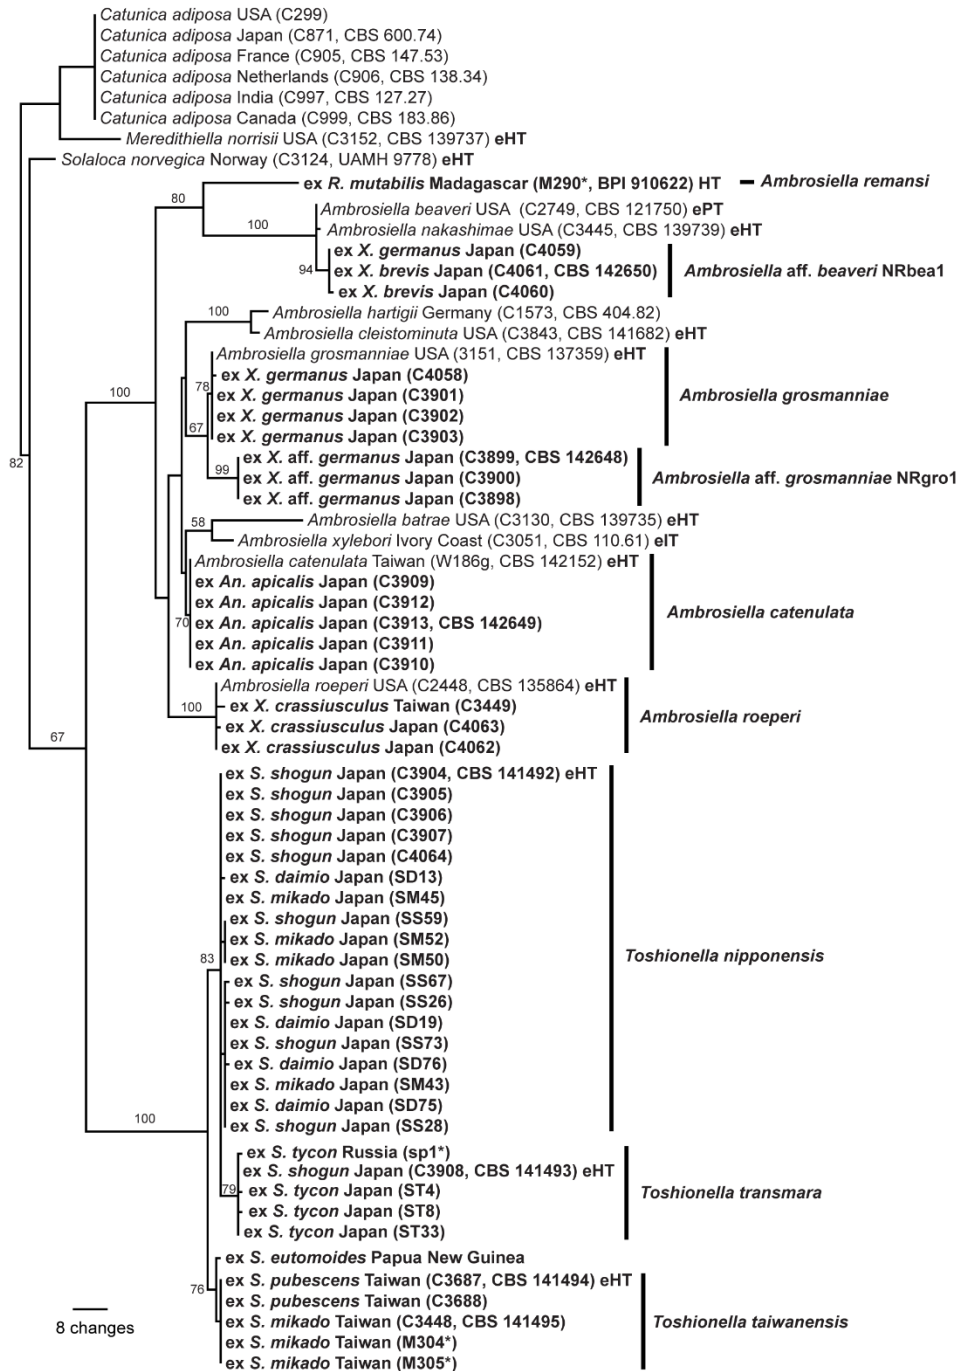 Catunica adiposa USA (C299)
Catunica adiposa Japan (C871, CBS 600.74)
Catunica adiposa France (C905, CBS 147.53)
Catunica adiposa Netherlands (C906, CBS 138.34)
Catunica adiposa India (C997, CBS 127.27)
Catunica adiposa Canada (C999, CBS 183.86)
Meredithiella norrisii USA (C3152, CBS 139737) eHT
Solaloca norvegica Norway (C3124, UAMH 9778) eHT
ex R. mutabilis Madagascar (M290*, BPI 910622) HT
Ambrosiella remansi
80
Ambrosiella beaveri USA (C2749, CBS 121750) ePT
100
Ambrosiella nakashimae USA (C3445, CBS 139739) eHT
ex X. germanus Japan (C4059)
94
ex X. brevis Japan (C4061, CBS 142650)
Ambrosiella aff. beaveri NRbea1
ex X. brevis Japan (C4060)
100
Ambrosiella hartigii Germany (C1573, CBS 404.82)
Ambrosiella cleistominuta USA (C3843, CBS 141682) eHT
Ambrosiella grosmanniae USA (3151, CBS 137359) eHT
ex X. germanus Japan (C4058)
78
100
ex X. germanus Japan (C3901)
Ambrosiella grosmanniae
ex X. germanus Japan (C3902)
67
ex X. germanus Japan (C3903)
82
ex X. aff. germanus Japan (C3899, CBS 142648)
99
ex X. aff. germanus Japan (C3900)
Ambrosiella aff. grosmanniae NRgro1
ex X. aff. germanus Japan (C3898)
58
Ambrosiella batrae USA (C3130, CBS 139735) eHT
Ambrosiella xylebori Ivory Coast (C3051, CBS 110.61) eIT
Ambrosiella catenulata Taiwan (W186g, CBS 142152) eHT
ex An. apicalis Japan (C3909)
ex An. apicalis Japan (C3912)
Ambrosiella catenulata
70
ex An. apicalis Japan (C3913, CBS 142649)
ex An. apicalis Japan (C3911)
ex An. apicalis Japan (C3910)
Ambrosiella roeperi USA (C2448, CBS 135864) eHT
100
ex X. crassiusculus Taiwan (C3449)
Ambrosiella roeperi
ex X. crassiusculus Japan (C4063)
67
ex X. crassiusculus Japan (C4062)
ex S. shogun Japan (C3904, CBS 141492) eHT
ex S. shogun Japan (C3905)
ex S. shogun Japan (C3906)
ex S. shogun Japan (C3907)
ex S. shogun Japan (C4064)
ex S. daimio Japan (SD13)
ex S. mikado Japan (SM45)
ex S. shogun Japan (SS59)
ex S. mikado Japan (SM52)
83
ex S. mikado Japan (SM50)
Toshionella nipponensis
ex S. shogun Japan (SS67)
ex S. shogun Japan (SS26)
ex S. daimio Japan (SD19)
ex S. shogun Japan (SS73)
ex S. daimio Japan (SD76)
ex S. mikado Japan (SM43)
ex S. daimio Japan (SD75)
100
ex S. shogun Japan (SS28)
ex S. tycon Russia (sp1*)
ex S. shogun Japan (C3908, CBS 141493) eHT
79
ex S. tycon Japan (ST4)
Toshionella transmara
ex S. tycon Japan (ST8)
ex S. tycon Japan (ST33)
ex S. eutomoides Papua New Guinea
76
ex S. pubescens Taiwan (C3687, CBS 141494) eHT
ex S. pubescens Taiwan (C3688)
8 changes
ex S. mikado Taiwan (C3448, CBS 141495)
Toshionella taiwanensis
ex S. mikado Taiwan (M304*)
ex S. mikado Taiwan (M305*)